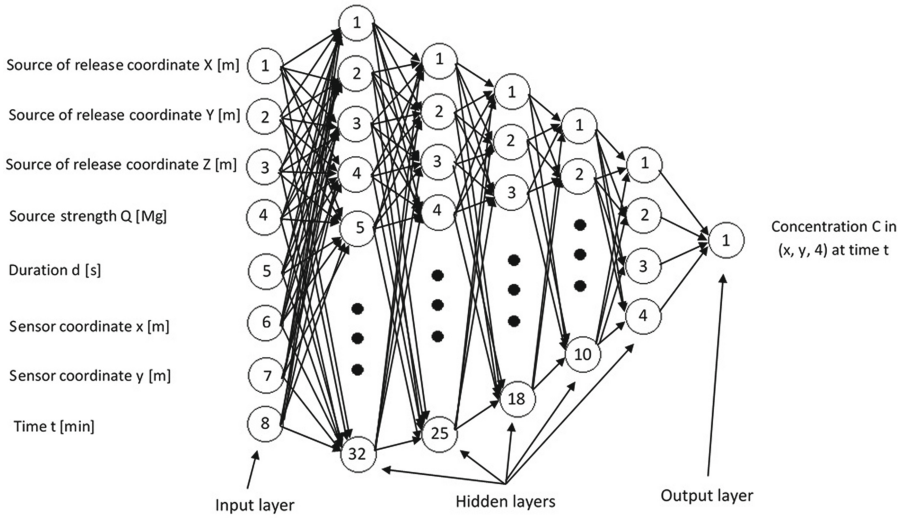 Source of release coordinate X [m]
Source of release coordinate Y [m]
Source of release coordinate Z [m]
Source strength Q [Mg]
Duration d [s]
Sensor coordinate x [m]
Sensor coordinate y [m]
Time t [min]
1
2
3
4
5
6
7
8
1
2
3
4
5
32
1
2
3
4
25
1
2
3
18
1
2
10
1
2
3
4
1
Concentration C in
(x, y, 4) at time t
Input layer
Hidden layers
Output layer